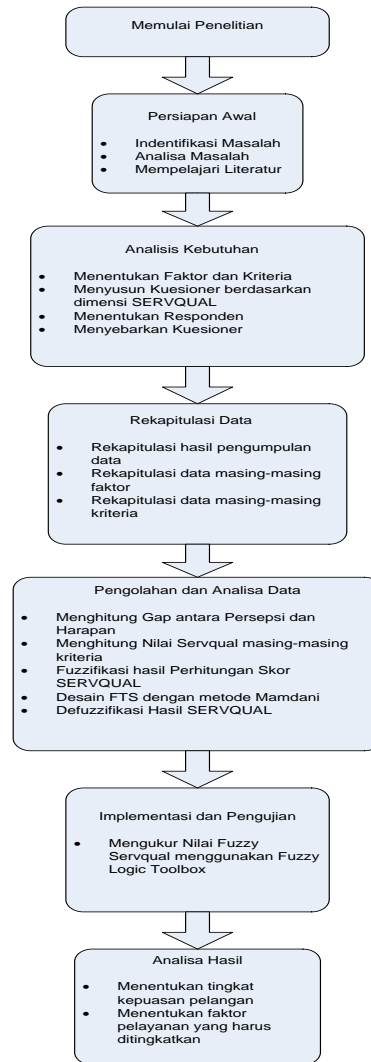 Memulai Penelitian
Persiapan Awal
• Indentifikasi Masalah
• Analisa Masalah
• Mempelajari Literatur
Analisis Kebutuhan
• Menentukan Faktor dan Kriteria
• Menyusun Kuesioner berdasarkan
dimensi SERVQUAL
• Menentukan Responden
• Menyebarkan Kuesioner
Rekapitulasi Data
• Rekapitulasi hasil pengumpulan
data
• Rekapitulasi data masing-masing
faktor
• Rekapitulasi data masing-masing
kriteria
Pengolahan dan Analisa Data
• Menghitung Gap antara Persepsi dan
Harapan
• Menghitung Nilai Servqual masing-masing
kriteria
• Fuzzifikasi hasil Perhitungan Skor
SERVQUAL
• Desain FTS dengan metode Mamdani
• Defuzzifikasi Hasil SERVQUAL
Implementasi dan Pengujian
• Mengukur Nilai Fuzzy
Servqual menggunakan Fuzzy
Logic Toolbox
Analisa Hasil
• Menentukan tingkat
kepuasan pelangan
• Menentukan faktor
pelayanan yang harus
ditingkatkan